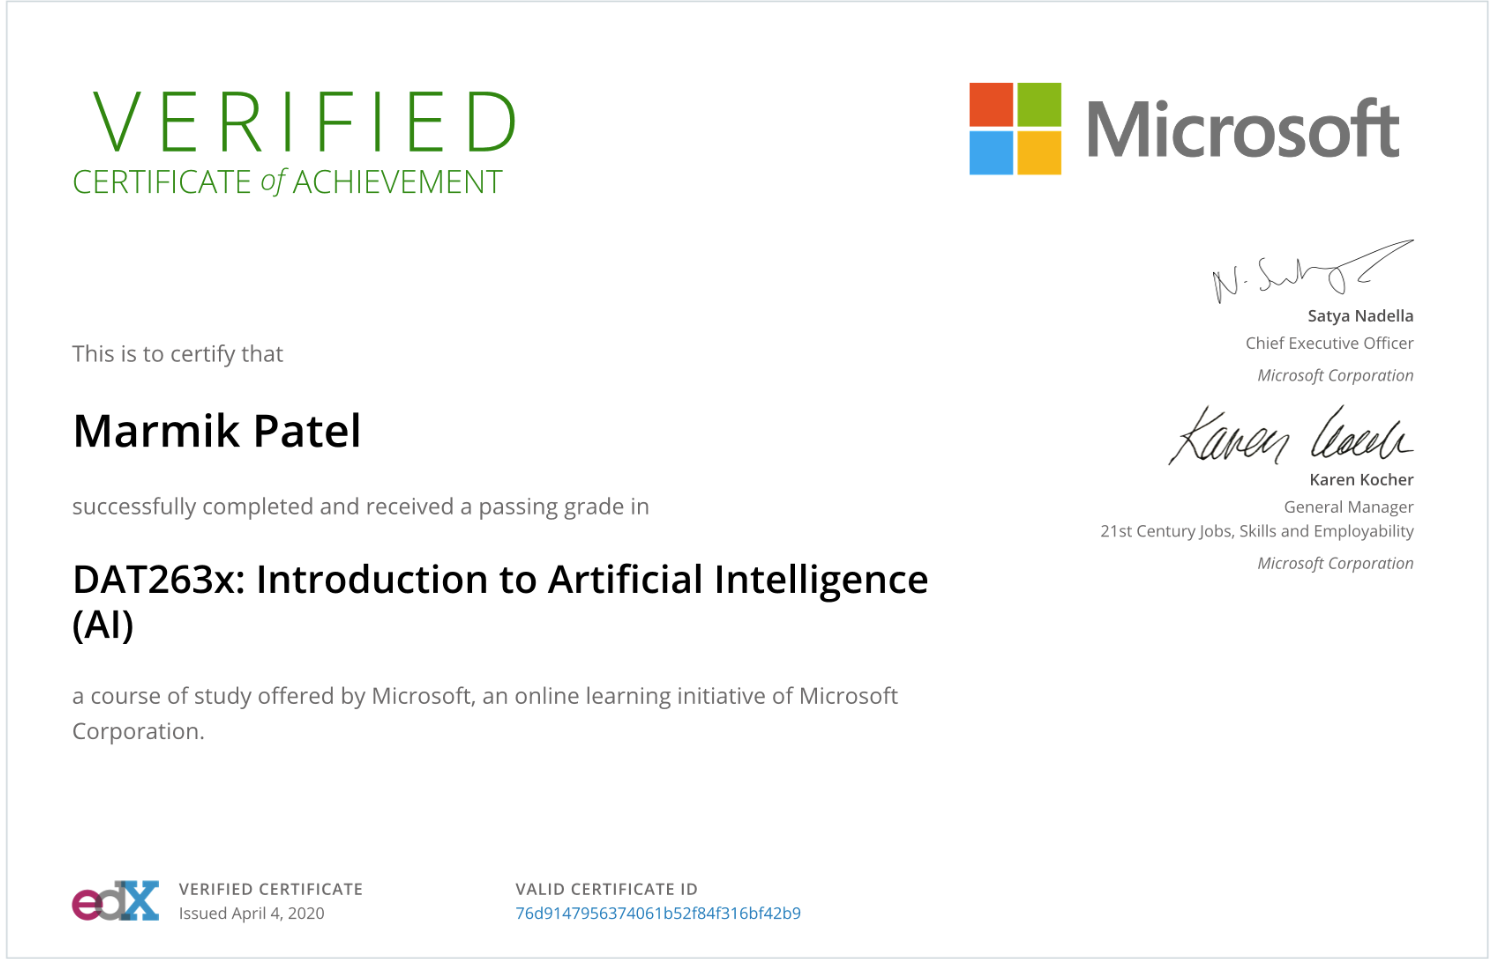 VERIFIED
CERTIFICATE of ACHIEVEMENT
Microsoft
This is to certify that
Marmik Patel
successfully completed and received a passing grade in
DAT263x: Introduction to Artificial Intelligence
(AI)
a course of study offered by Microsoft, an online learning initiative of Microsoft
Corporation.
N. Satya
Satya Nadella
Chief Executive Officer
Microsoft Corporation
Karen Kocher
Karen Kocher
General Manager
21st Century Jobs, Skills and Employability
Microsoft Corporation
edX
VERIFIED CERTIFICATE
Issued April 4, 2020
VALID CERTIFICATE ID
76d9147956374061b52f84f316bf42b9